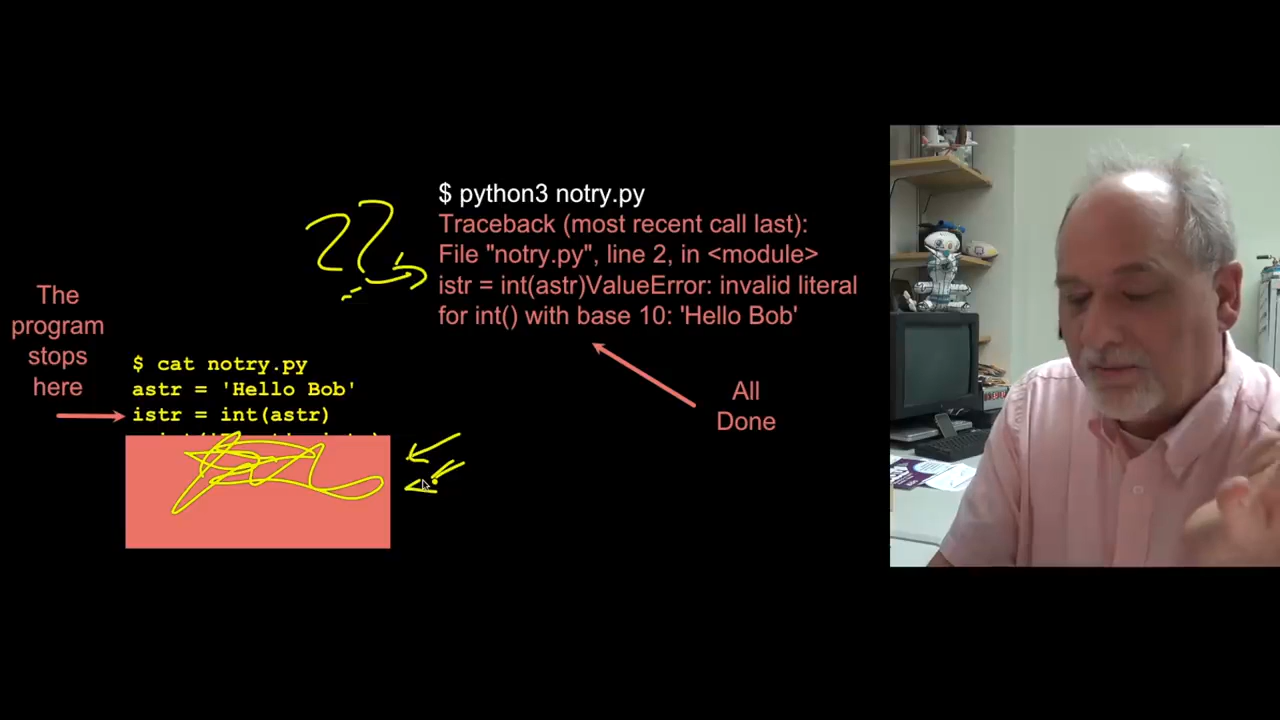 $ python3 notry.py
Traceback (most recent call last):
File "notry.py", line 2, in <module>
istr = int(astr)ValueError: invalid literal
for int() with base 10: 'Hello Bob'
??
The
program
stops
here
$ cat notry.py
astr = 'Hello Bob'
istr = int(astr)
All
Done